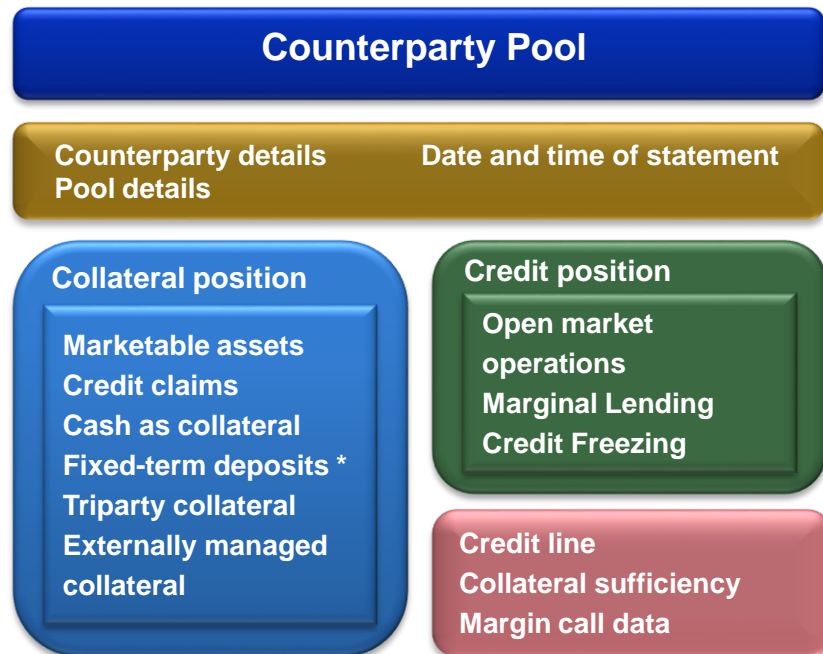 Counterparty Pool
Counterparty details
Date and time of statement
Pool details
Collateral position
Marketable assets
Credit claims
Cash as collateral
Fixed-term deposits *
Triparty collateral
Externally managed
collateral
Credit position
Open market
operations
Marginal Lending
Credit Freezing
Credit line
Collateral sufficiency
Margin call data